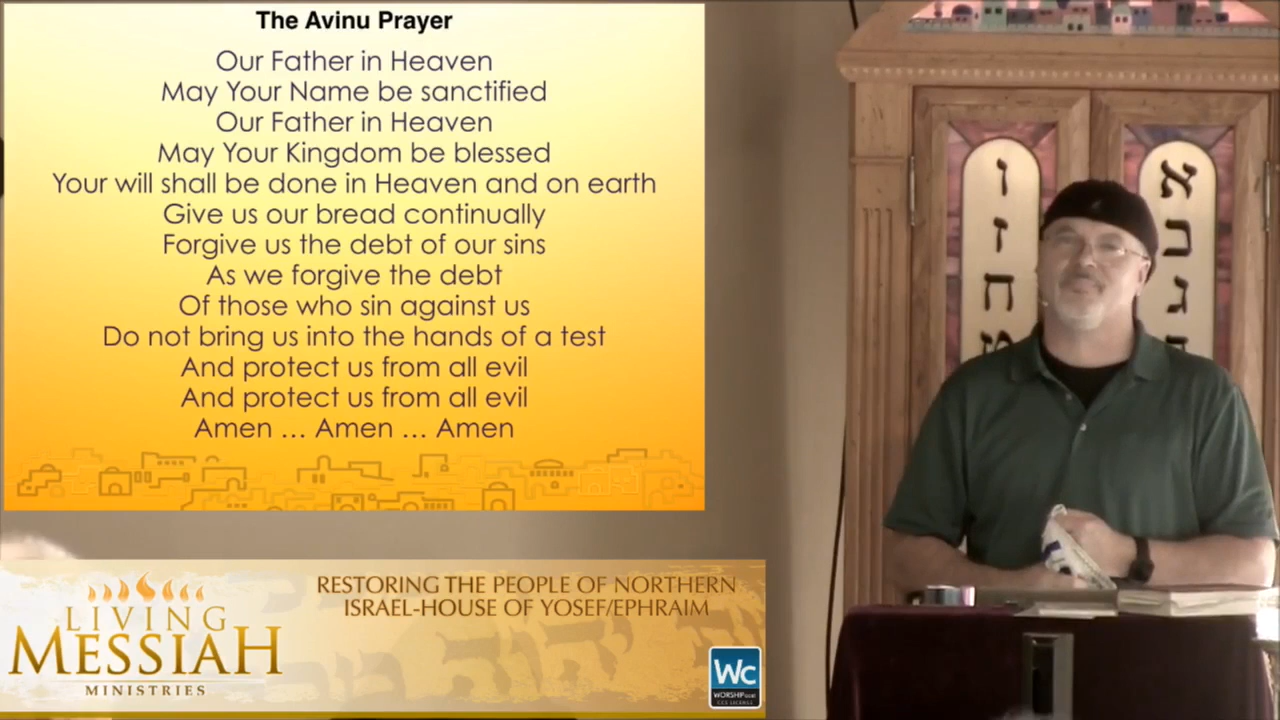 The Avinu Prayer
Our Father in Heaven
May Your Name be sanctified
Our Father in Heaven
May Your Kingdom be blessed
Your will shall be done in Heaven and on earth
Give us our bread continually
Forgive us the debt of our sins
As we forgive the debt
Of those who sin against us
Do not bring us into the hands of a test
And protect us from all evil
And protect us from all evil
Amen ... Amen ... Amen
LIVING
MESSIAH
MINISTRIES
RESTORING THE PEOPLE OF NORTHERN
ISRAEL-HOUSE OF YOSEF/EPHRAIM
יהוה
Wc
WORSHIPcast
CCS LICENSE
א
ב
ג
ו
ז
ח